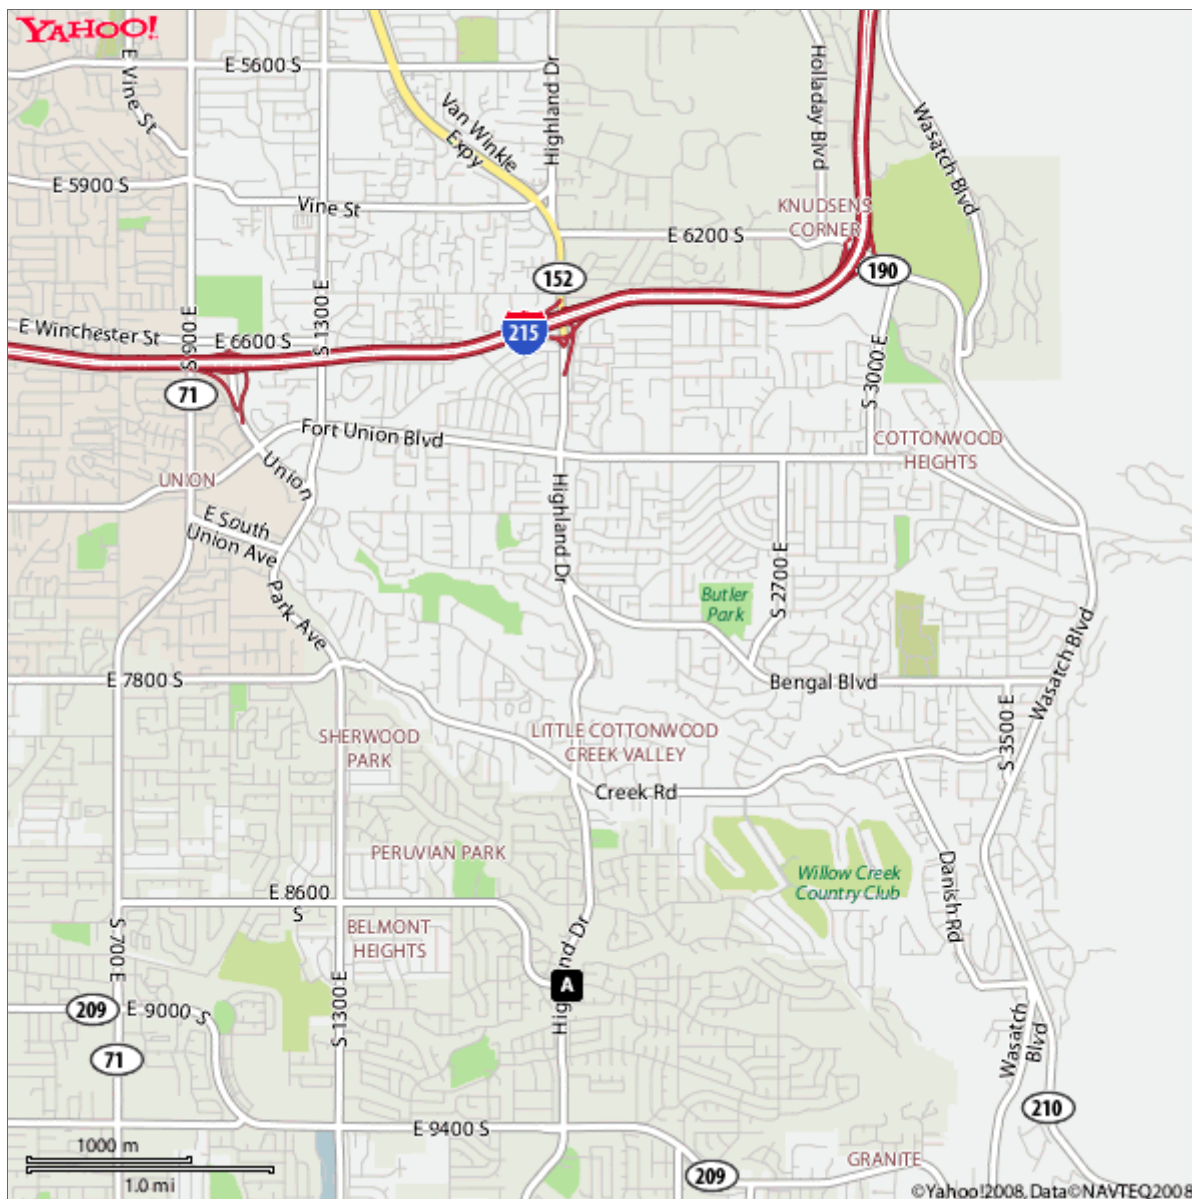 YAHOO!
E Vine St
E 5600 S
Van Winkle
Expy
Highland Dr
Holladay Blvd
Wasatch Blvd
E 5900 S
Vine St
KNUDSENS
CORNER
E 6200 S
152
190
E Winchester St
S 900 E
E 6600 S
S 1300 E
215
71
S 3000 E
Fort Union Blvd
COTTONWOOD
HEIGHTS
UNION
Union
Highland Dr
E South
Union Ave
S 2700 E
Butler
Park
Park Ave
Wasatch Blvd
E 7800 S
Bengal Blvd
S 3500 E
SHERWOOD
PARK
LITTLE COTTONWOOD
CREEK VALLEY
Creek Rd
PERUVIAN PARK
Willow Creek
Country Club
Danish Rd
E 8600
S
BELMONT
HEIGHTS
S 700 E
S 1300 E
Highland Dr
A
209
E 9000 S
Wasatch
Blvd
71
210
E 9400 S
1000 m
1.0 mi
GRANITE
209
©Yahoo!2008, Data©NAVTEQ2008